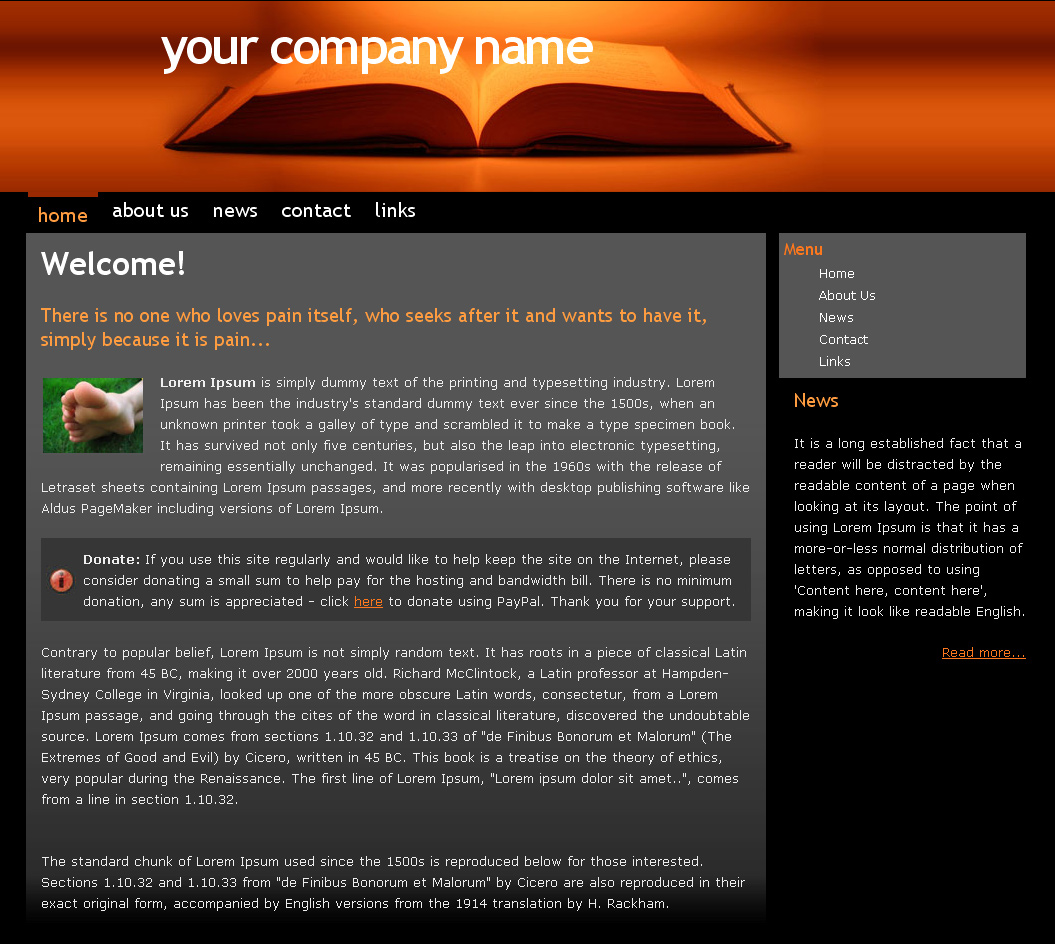 your company name
home about us news contact links
Welcome!
There is no one who loves pain itself, who seeks after it and wants to have it,
simply because it is pain...
Lorem Ipsum is simply dummy text of the printing and typesetting industry. Lorem
Ipsum has been the industry's standard dummy text ever since the 1500s, when an
unknown printer took a galley of type and scrambled it to make a type specimen book.
It has survived not only five centuries, but also the leap into electronic typesetting,
remaining essentially unchanged. It was popularised in the 1960s with the release of
Letraset sheets containing Lorem Ipsum passages, and more recently with desktop publishing software like
Aldus PageMaker including versions of Lorem Ipsum.
Donate: If you use this site regularly and would like to help keep the site on the Internet, please
consider donating a small sum to help pay for the hosting and bandwidth bill. There is no minimum
donation, any sum is appreciated - click here to donate using PayPal. Thank you for your support.
Contrary to popular belief, Lorem Ipsum is not simply random text. It has roots in a piece of classical Latin
literature from 45 BC, making it over 2000 years old. Richard McClintock, a Latin professor at Hampden-
Sydney College in Virginia, looked up one of the more obscure Latin words, consectetur, from a Lorem
Ipsum passage, and going through the cites of the word in classical literature, discovered the undoubtable
source. Lorem Ipsum comes from sections 1.10.32 and 1.10.33 of "de Finibus Bonorum et Malorum" (The
Extremes of Good and Evil) by Cicero, written in 45 BC. This book is a treatise on the theory of ethics,
very popular during the Renaissance. The first line of Lorem Ipsum, "Lorem ipsum dolor sit amet..", comes
from a line in section 1.10.32.
The standard chunk of Lorem Ipsum used since the 1500s is reproduced below for those interested.
Sections 1.10.32 and 1.10.33 from "de Finibus Bonorum et Malorum" by Cicero are also reproduced in their
exact original form, accompanied by English versions from the 1914 translation by H. Rackham.
Menu
Home
About Us
News
Contact
Links
News
It is a long established fact that a
reader will be distracted by the
readable content of a page when
looking at its layout. The point of
using Lorem Ipsum is that it has a
more-or-less normal distribution of
letters, as opposed to using
'Content here, content here',
making it look like readable English.
Read more...